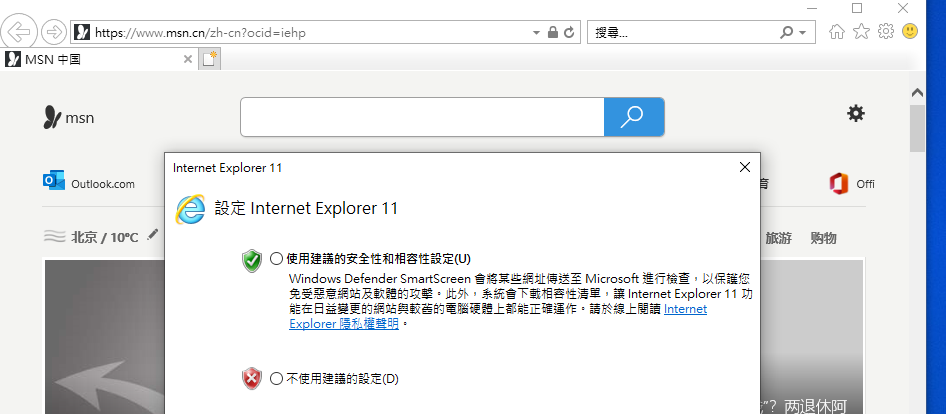 https://www.msn.cn/zh-cn?ocid=iehp
搜尋...
MSN 中国
msn
Outlook.com
育
Offi
北京 / 10°C
旅游
购物
Internet Explorer 11
設定 Internet Explorer 11
使用建議的安全性和相容性設定(U)
Windows Defender SmartScreen 會將某些網址傳送至 Microsoft 進行檢查，以保護您
免受惡意網站及軟體的攻擊。此外，系統會下載相容性清單，讓 Internet Explorer 11 功
能在日益變更的網站與較舊的電腦硬體上都能正確運作。請於線上閱讀 Internet
Explorer 隱私權聲明。
不使用建議的設定(D)
”？两退休阿